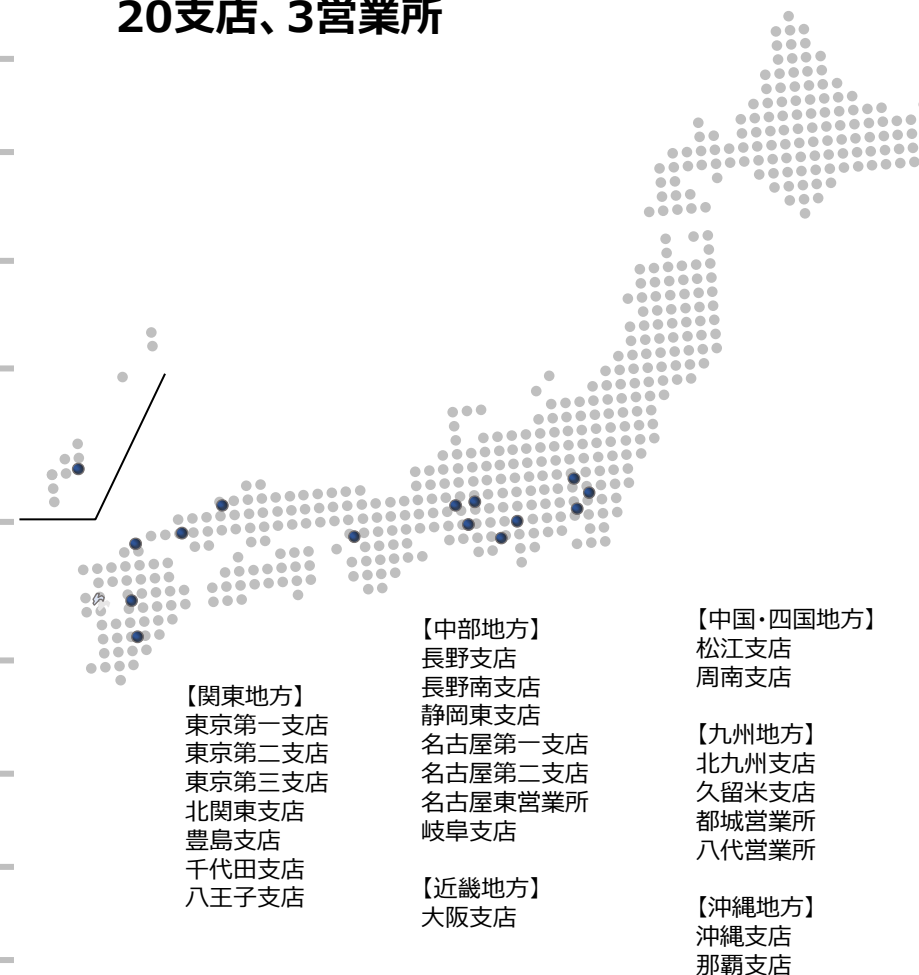 20支店、3営業所
【関東地方】
東京第一支店
東京第二支店
東京第三支店
北関東支店
豊島支店
千代田支店
八王子支店
【中部地方】
長野支店
長野南支店
静岡東支店
名古屋第一支店
名古屋第二支店
名古屋東営業所
岐阜支店
【近畿地方】
大阪支店
【中国・四国地方】
松江支店
周南支店
【九州地方】
北九州支店
久留米支店
都城営業所
八代営業所
【沖縄地方】
沖縄支店
那覇支店